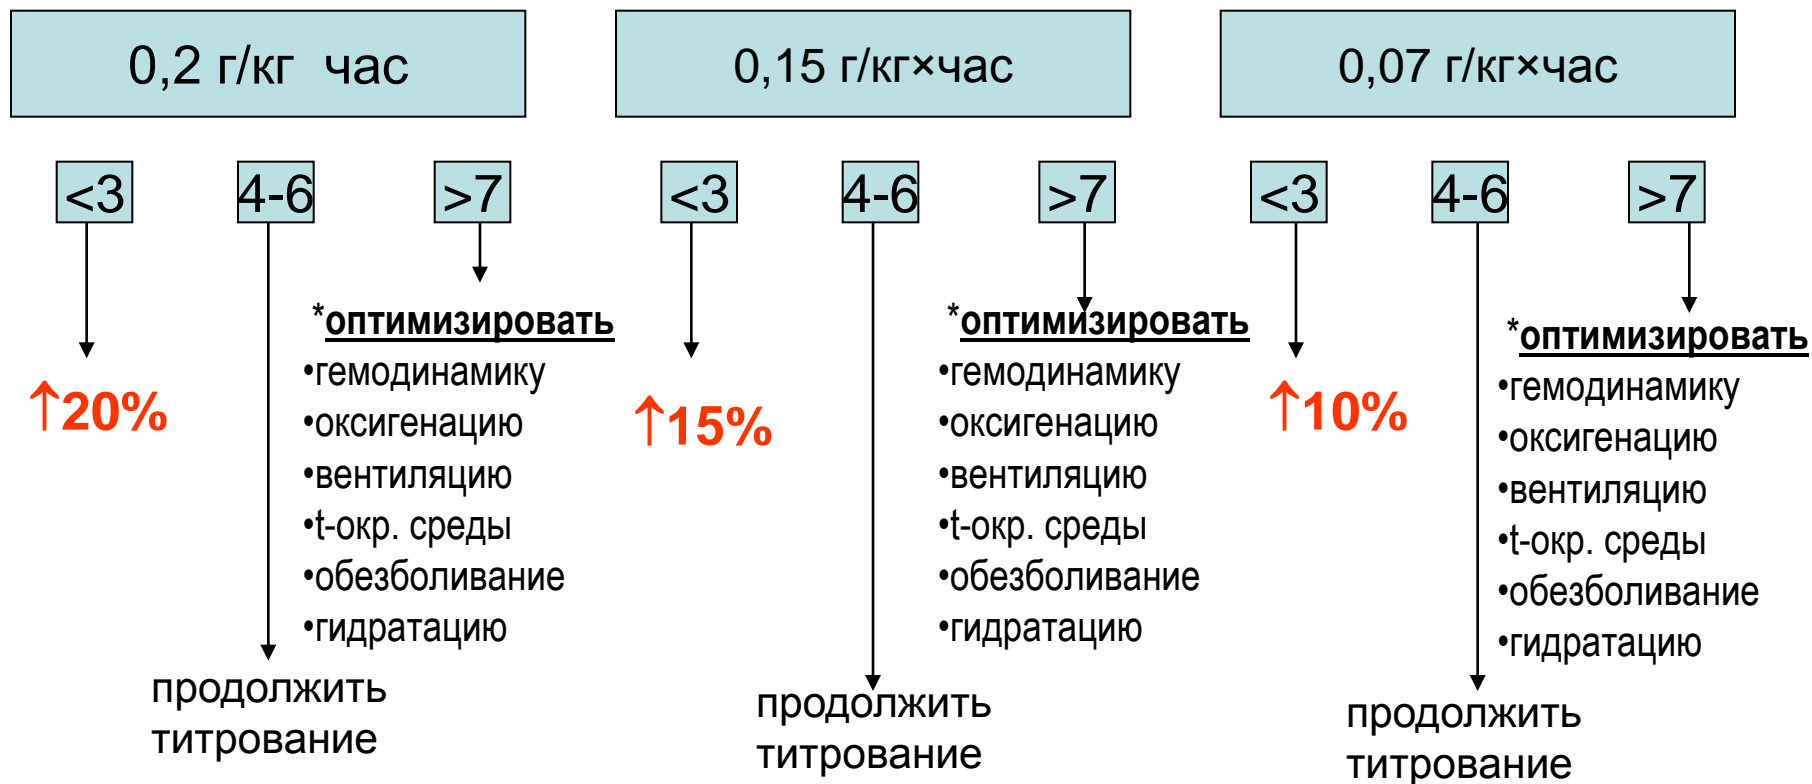 0,2 г/кг час
0,15 г/кг×час
0,07 г/кг×час
<3
4-6
>7
<3
4-6
>7
<3
4-6
>7
↑20%
*оптимизировать
•гемодинамику
•оксигенацию
•вентиляцию
•t-окр. среды
•обезболивание
•гидратацию
продолжить
титрование
↑15%
*оптимизировать
•гемодинамику
•оксигенацию
•вентиляцию
•t-окр. среды
•обезболивание
•гидратацию
продолжить
титрование
↑10%
*оптимизировать
•гемодинамику
•оксигенацию
•вентиляцию
•t-окр. среды
•обезболивание
•гидратацию
продолжить
титрование